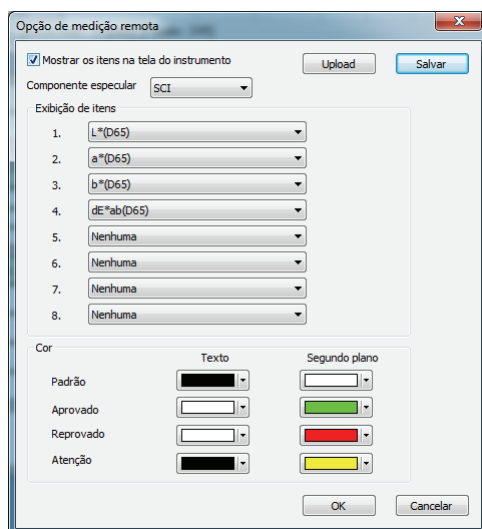 Opção de medição remota
Mostrar os itens na tela do instrumento
Upload
Salvar
Componente especular
SCI
Exibição de itens
1. L*(D65)
2. a*(D65)
3. b*(D65)
4. dE*ab(D65)
5. Nenhuma
6. Nenhuma
7. Nenhuma
8. Nenhuma
Cor
Texto Segundo plano
Padrão
Aprovado
Reprovado
Atenção
OK Cancelar